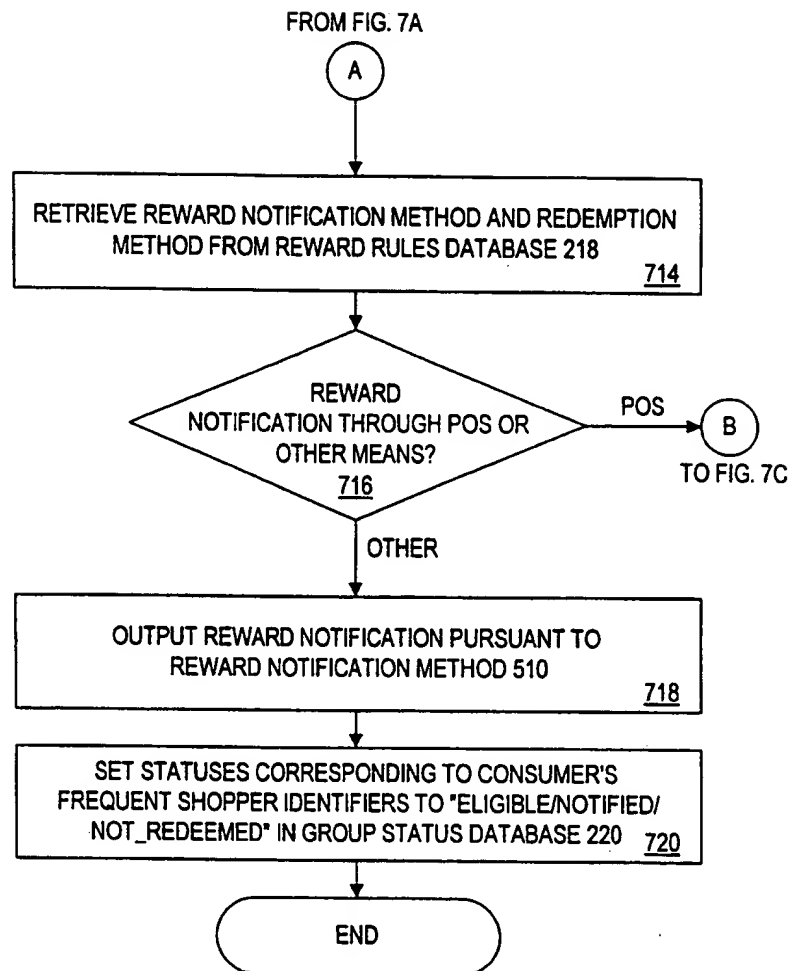 FROM FIG. 7A
A
RETRIEVE REWARD NOTIFICATION METHOD AND REDEMPTION
METHOD FROM REWARD RULES DATABASE 218
714
REWARD
NOTIFICATION THROUGH POS OR
OTHER MEANS?
716
POS
B
TO FIG. 7C
OTHER
OUTPUT REWARD NOTIFICATION PURSUANT TO
REWARD NOTIFICATION METHOD 510
718
SET STATUSES CORRESPONDING TO CONSUMER'S
FREQUENT SHOPPER IDENTIFIERS TO "ELIGIBLE/NOTIFIED/
NOT_REDEEMED" IN GROUP STATUS DATABASE 220
720
END